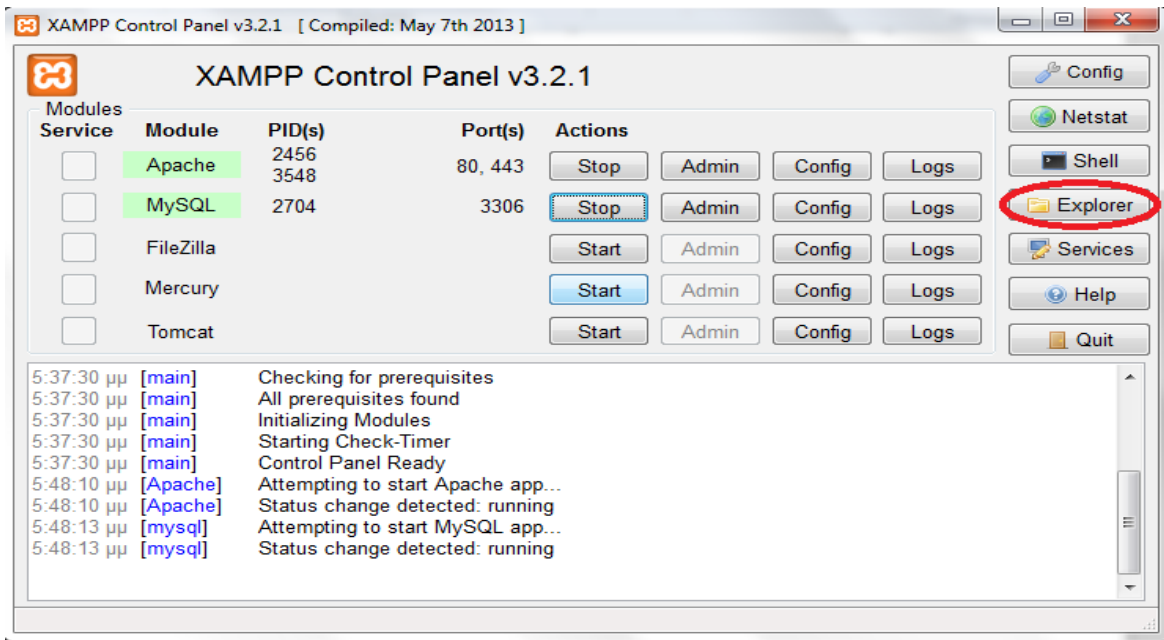 XAMPP Control Panel v3.2.1 [ Compiled: May 7th 2013 ]
XAMPP Control Panel v3.2.1
Modules
Service Module PID(s) Port(s) Actions
Apache 2456 3548 80, 443 Stop Admin Config Logs
MySQL 2704 3306 Stop Admin Config Logs
FileZilla Start Admin Config Logs
Mercury Start Admin Config Logs
Tomcat Start Admin Config Logs
Config
Netstat
Shell
Explorer
Services
Help
Quit
5:37:30 μμ [main] Checking for prerequisites
5:37:30 μμ [main] All prerequisites found
5:37:30 μμ [main] Initializing Modules
5:37:30 μμ [main] Starting Check-Timer
5:37:30 μμ [main] Control Panel Ready
5:48:10 μμ [Apache] Attempting to start Apache app...
5:48:10 μμ [Apache] Status change detected: running
5:48:13 μμ [mysql] Attempting to start MySQL app...
5:48:13 μμ [mysql] Status change detected: running